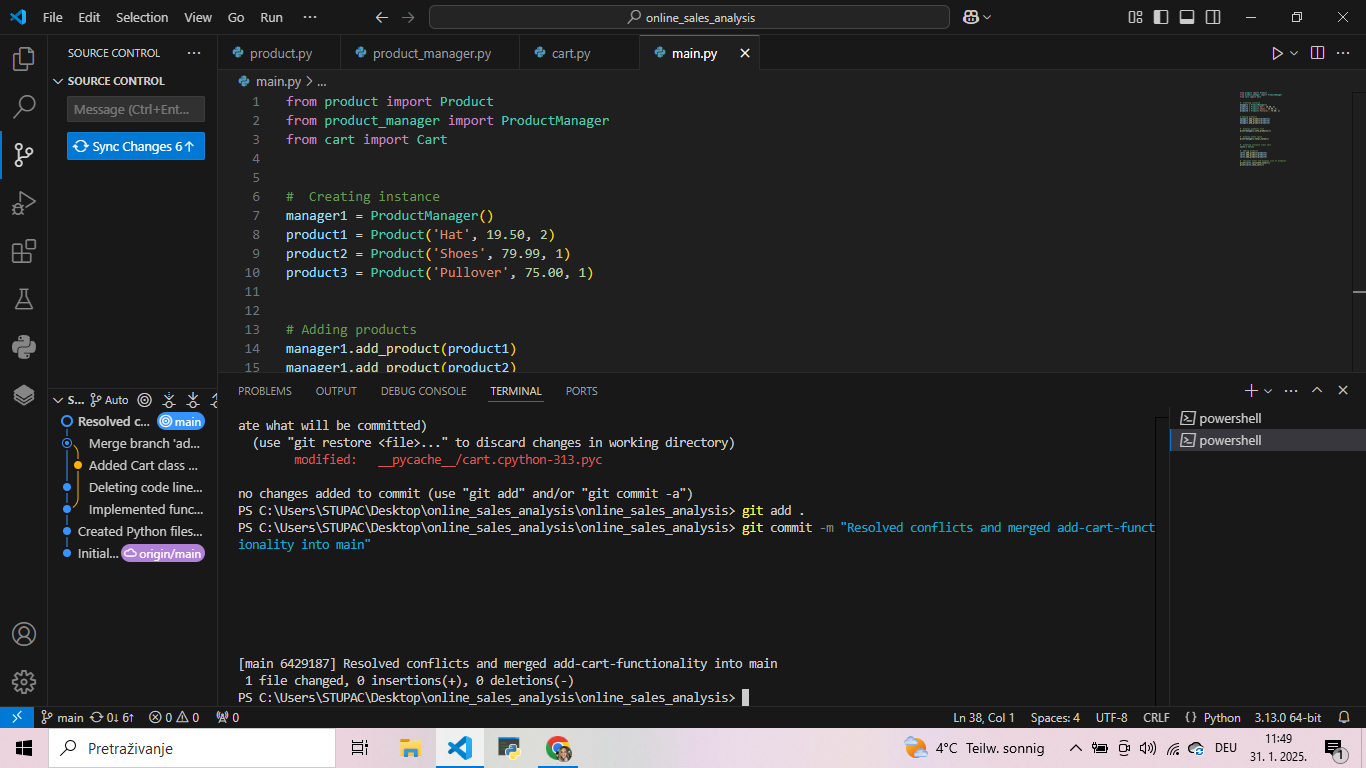 File Edit Selection View Go Run ··· online_sales_analysis
SOURCE CONTROL ···
SOURCE CONTROL
Message (Ctrl+Ent...
Sync Changes 6↑
product.py product_manager.py cart.py main.py
main.py > ...
1 from product import Product
2 from product_manager import ProductManager
3 from cart import Cart
4
5
6 #  Creating instance
7 manager1 = ProductManager()
8 product1 = Product('Hat', 19.50, 2)
9 product2 = Product('Shoes', 79.99, 1)
10 product3 = Product('Pullover', 75.00, 1)
11
12
13 # Adding products
14 manager1.add_product(product1)
15 manager1.add_product(product2)
S... Auto
Resolved c... main
Merge branch 'ad...
Added Cart class ...
Deleting code line...
Implemented func...
Created Python files...
Initial... origin/main
PROBLEMS OUTPUT DEBUG CONSOLE TERMINAL PORTS
powershell
powershell
ate what will be committed)
  (use "git restore <file>..." to discard changes in working directory)
modified:   __pycache__/cart.cpython-313.pyc
no changes added to commit (use "git add" and/or "git commit -a")
PS C:\Users\STUPAC\Desktop\online_sales_analysis\online_sales_analysis> git add .
PS C:\Users\STUPAC\Desktop\online_sales_analysis\online_sales_analysis> git commit -m "Resolved conflicts and merged add-cart-funct
ionality into main"
[main 6429187] Resolved conflicts and merged add-cart-functionality into main
 1 file changed, 0 insertions(+), 0 deletions(-)
PS C:\Users\STUPAC\Desktop\online_sales_analysis\online_sales_analysis>
main 0↓ 6↑ 0 0 0 Ln 38, Col 1 Spaces: 4 UTF-8 CRLF {} Python 3.13.0 64-bit
Pretraživanje 4°C Teilw. sonnig DEU 11:49
31. 1. 2025. 1